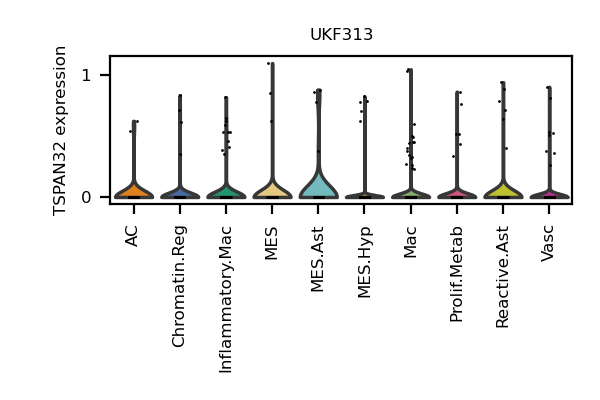 UKF313
TSPAN32 expression
1
0
AC
Chromatin.Reg
Inflammatory.Mac
MES
MES.Ast
MES.Hyp
Mac
Prolif.Metab
Reactive.Ast
Vasc